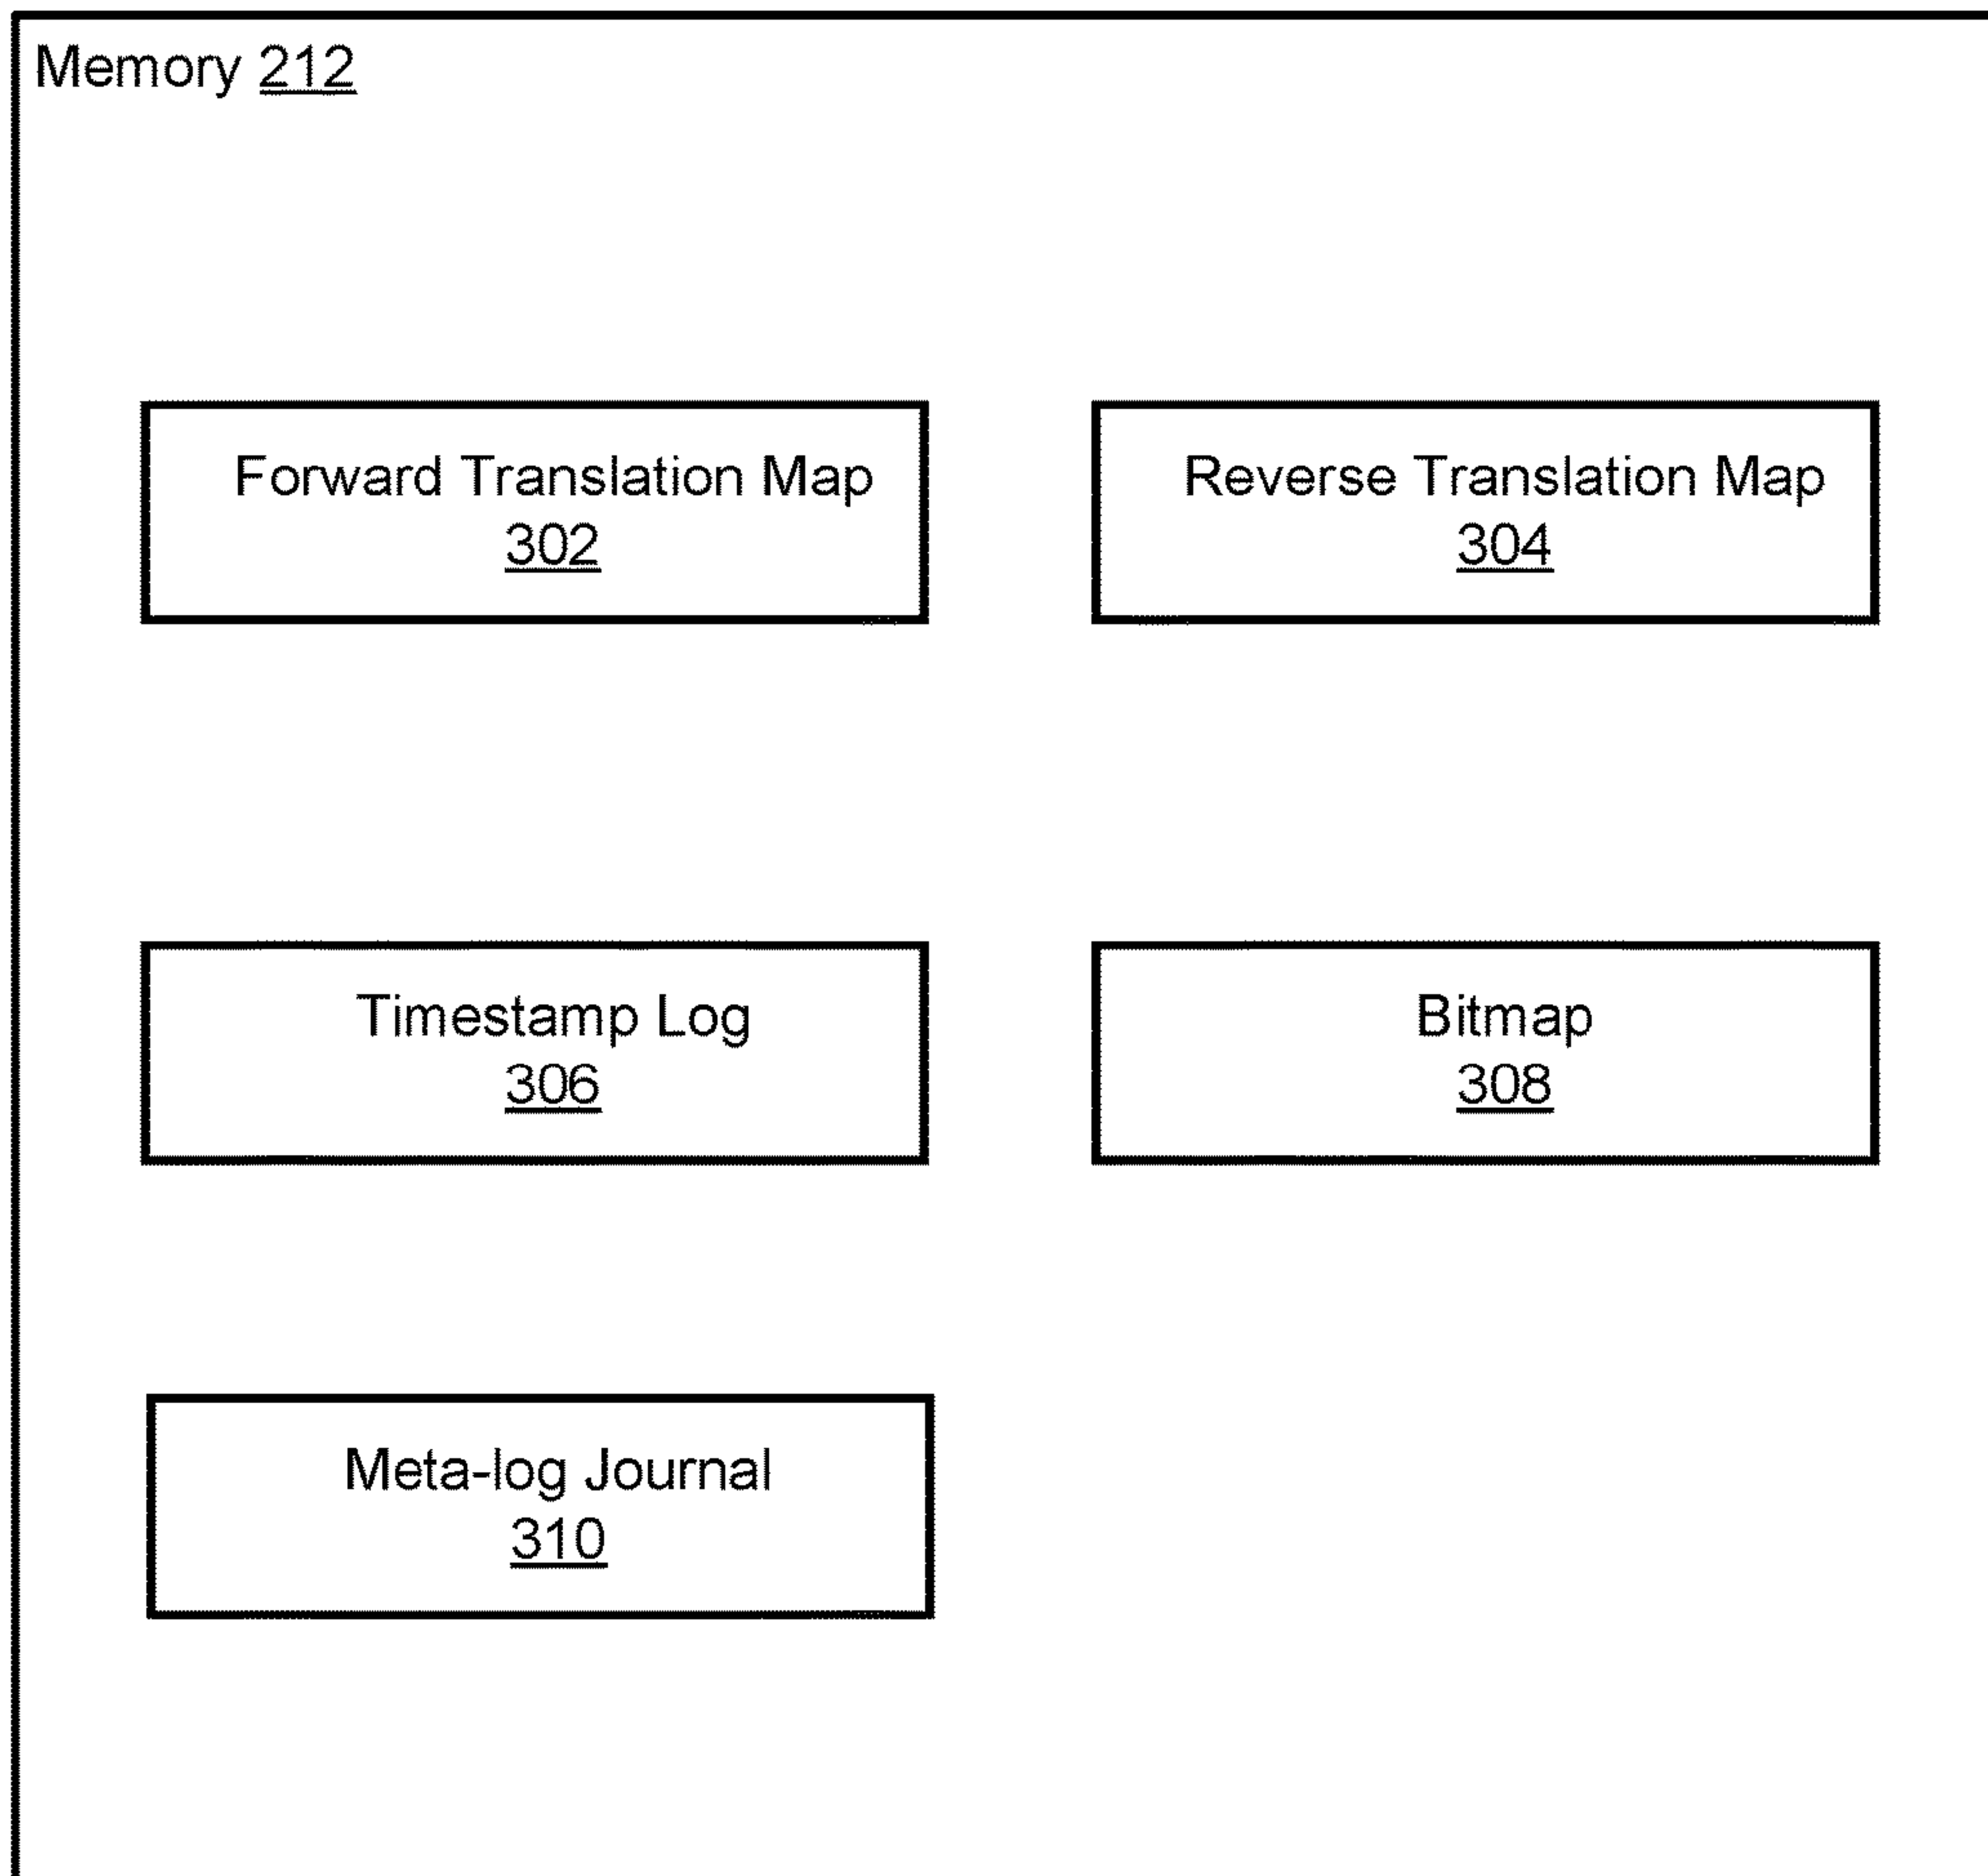 Memory 212
Forward Translation Map
302
Reverse Translation Map
304
Timestamp Log
306
Bitmap
308
Meta-log Journal
310